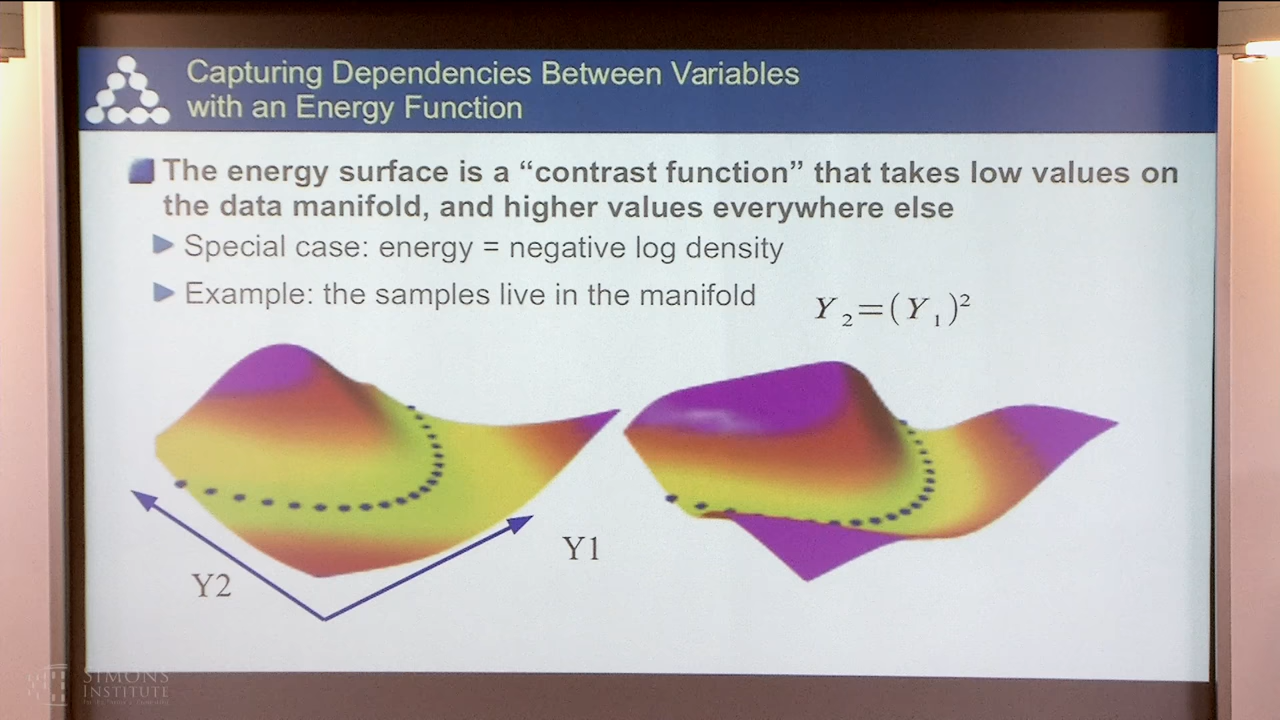 Capturing Dependencies Between Variables
with an Energy Function
The energy surface is a “contrast function” that takes low values on
the data manifold, and higher values everywhere else
Special case: energy = negative log density
Example: the samples live in the manifold
Y₂=(Y₁)²
Y2
Y1
SIMONS
INSTITUTE